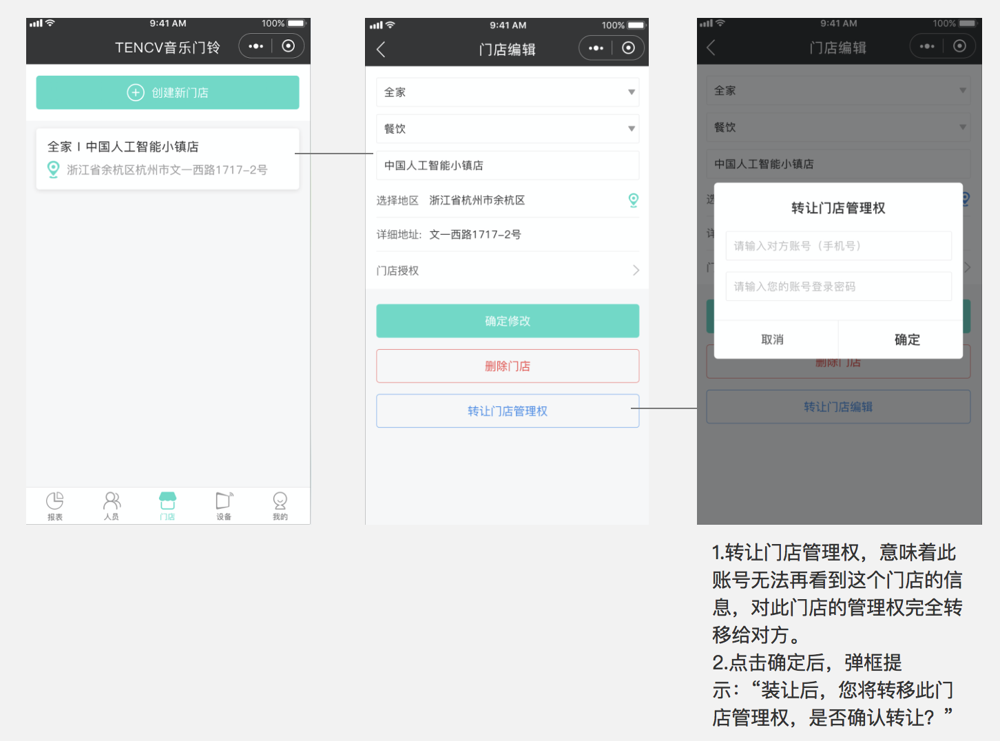 9:41 AM
100%
TENCV音乐门铃
创建新门店
全家 | 中国人工智能小镇店
浙江省余杭区杭州市文一西路1717-2号
报表
人员
门店
设备
我的
9:41 AM
100%
门店编辑
全家
餐饮
中国人工智能小镇店
选择地区 浙江省杭州市余杭区
详细地址: 文一西路1717-2号
门店授权
确定修改
删除门店
转让门店管理权
9:41 AM
100%
门店编辑
全家
餐饮
中国人工智能小镇店
转让门店管理权
请输入对方账号（手机号）
请输入您的账号登录密码
取消
确定
删除门店
转让门店编辑
1.转让门店管理权，意味着此
账号无法再看到这个门店的信
息，对此门店的管理权完全转
移给对方。
2.点击确定后，弹框提
示：“装让后，您将转移此门
店管理权，是否确认转让？”